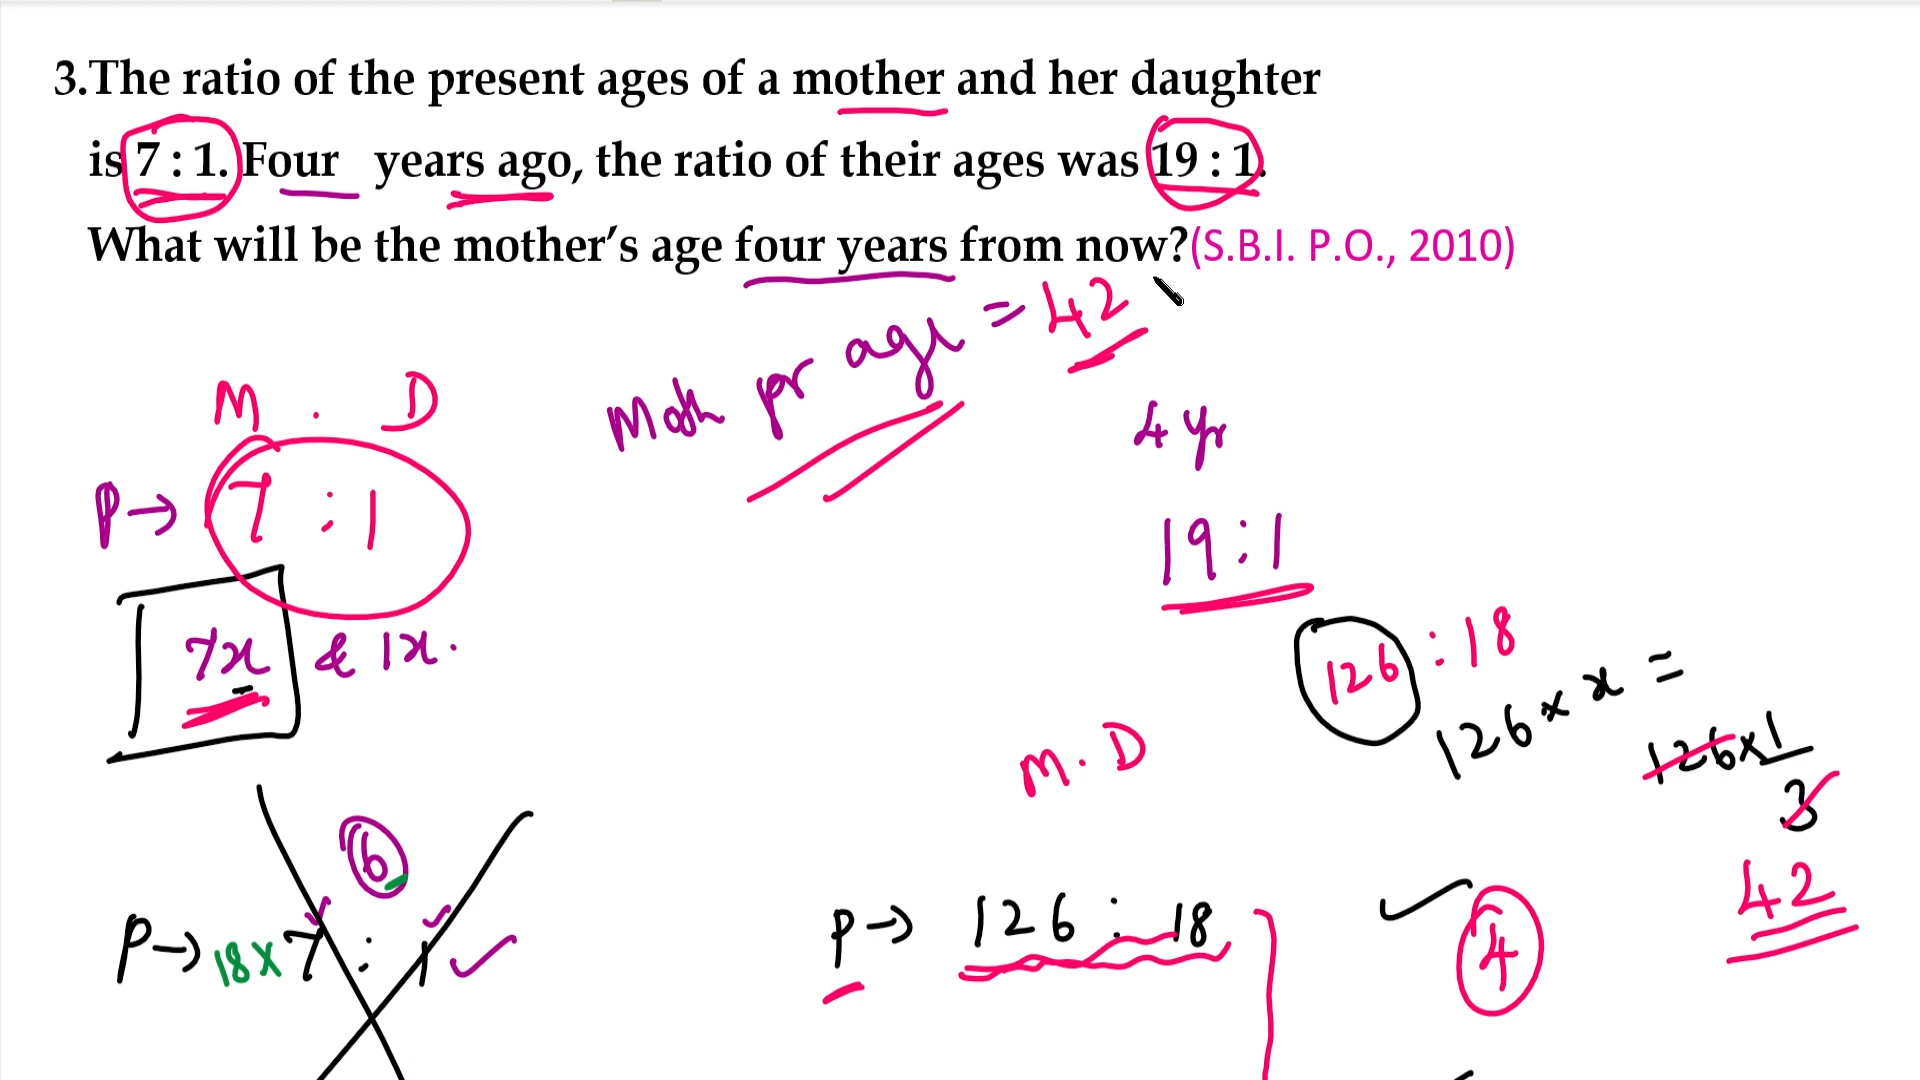 3.The ratio of the present ages of a mother and her daughter
is 7 : 1. Four years ago, the ratio of their ages was 19 : 1.
What will be the mother's age four years from now?(S.B.I. P.O., 2010)
Moth pr age = 42
M . D
4 yr
P→ 7 : 1
19 : 1
7x & 1x.
126 : 18
126 × x =
126×1
3
42
M . D
6
P→ 18× 7 : 1
P→ 126 : 18
4